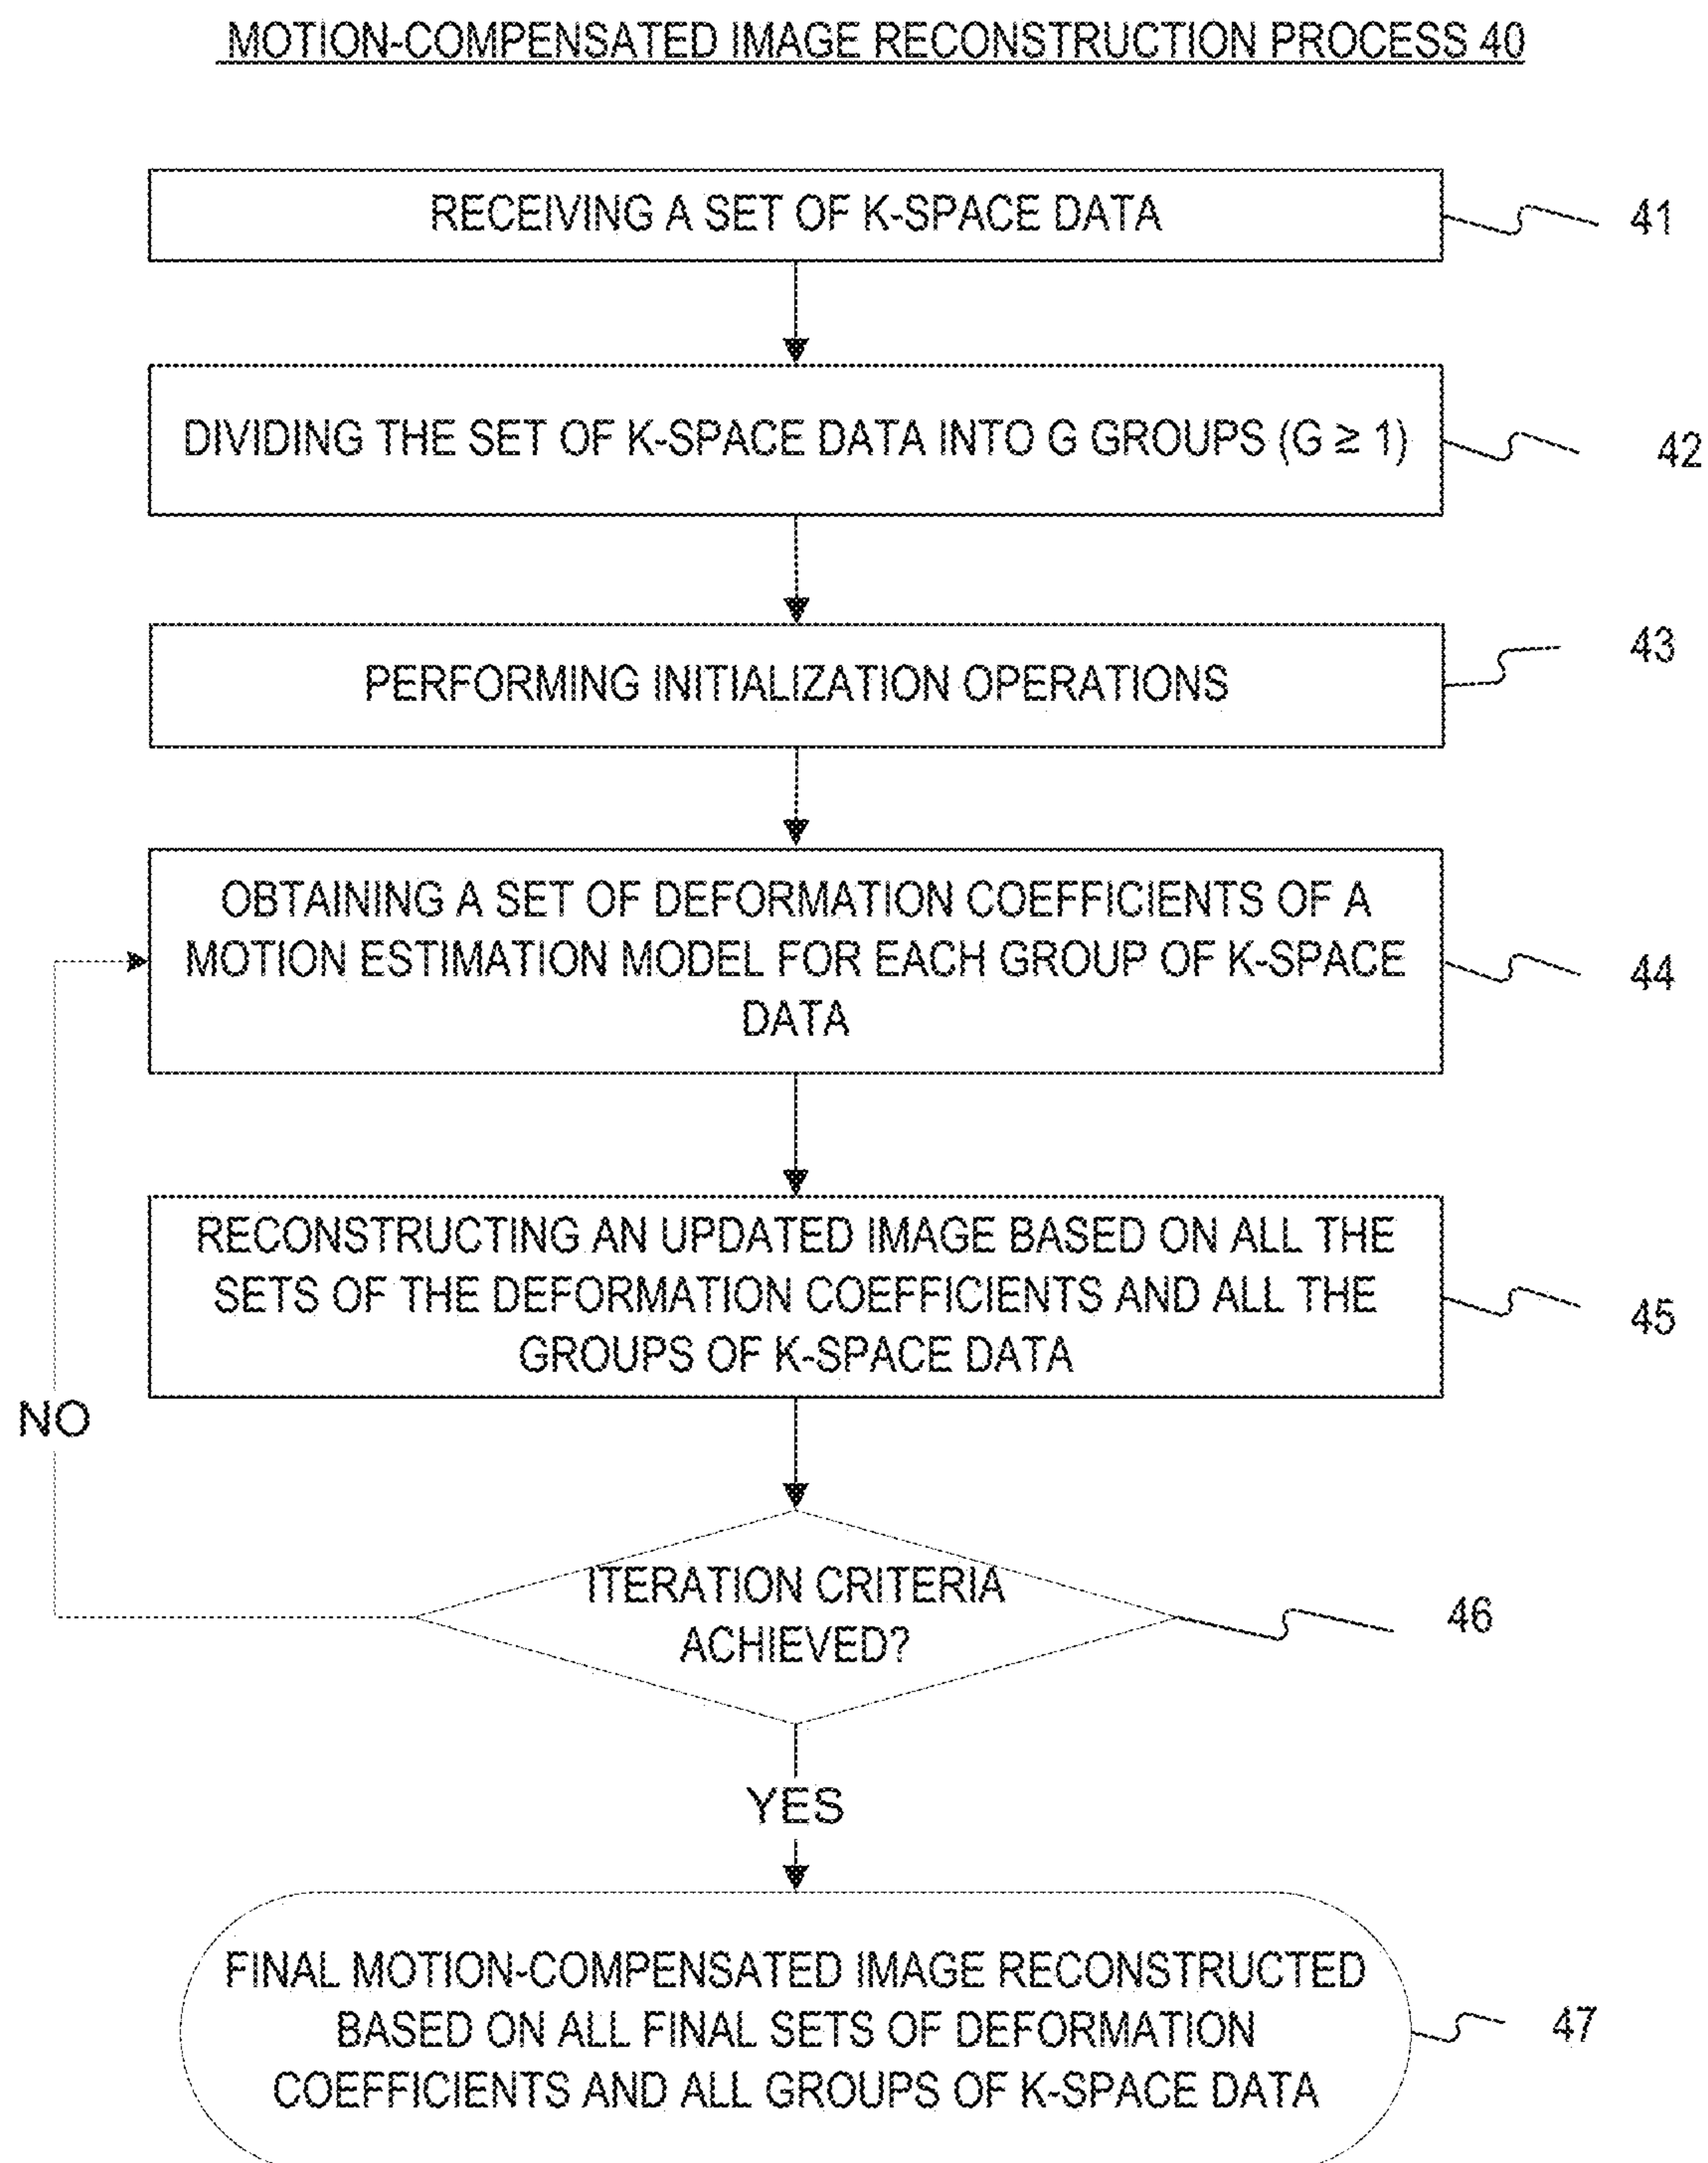 MOTION-COMPENSATED IMAGE RECONSTRUCTION PROCESS 40
RECEIVING A SET OF K-SPACE DATA
41
DIVIDING THE SET OF K-SPACE DATA INTO G GROUPS (G ≥ 1)
42
PERFORMING INITIALIZATION OPERATIONS
43
OBTAINING A SET OF DEFORMATION COEFFICIENTS OF A
MOTION ESTIMATION MODEL FOR EACH GROUP OF K-SPACE
DATA
44
RECONSTRUCTING AN UPDATED IMAGE BASED ON ALL THE
SETS OF THE DEFORMATION COEFFICIENTS AND ALL THE
GROUPS OF K-SPACE DATA
45
NO
ITERATION CRITERIA
ACHIEVED?
46
YES
FINAL MOTION-COMPENSATED IMAGE RECONSTRUCTED
BASED ON ALL FINAL SETS OF DEFORMATION
COEFFICIENTS AND ALL GROUPS OF K-SPACE DATA
47